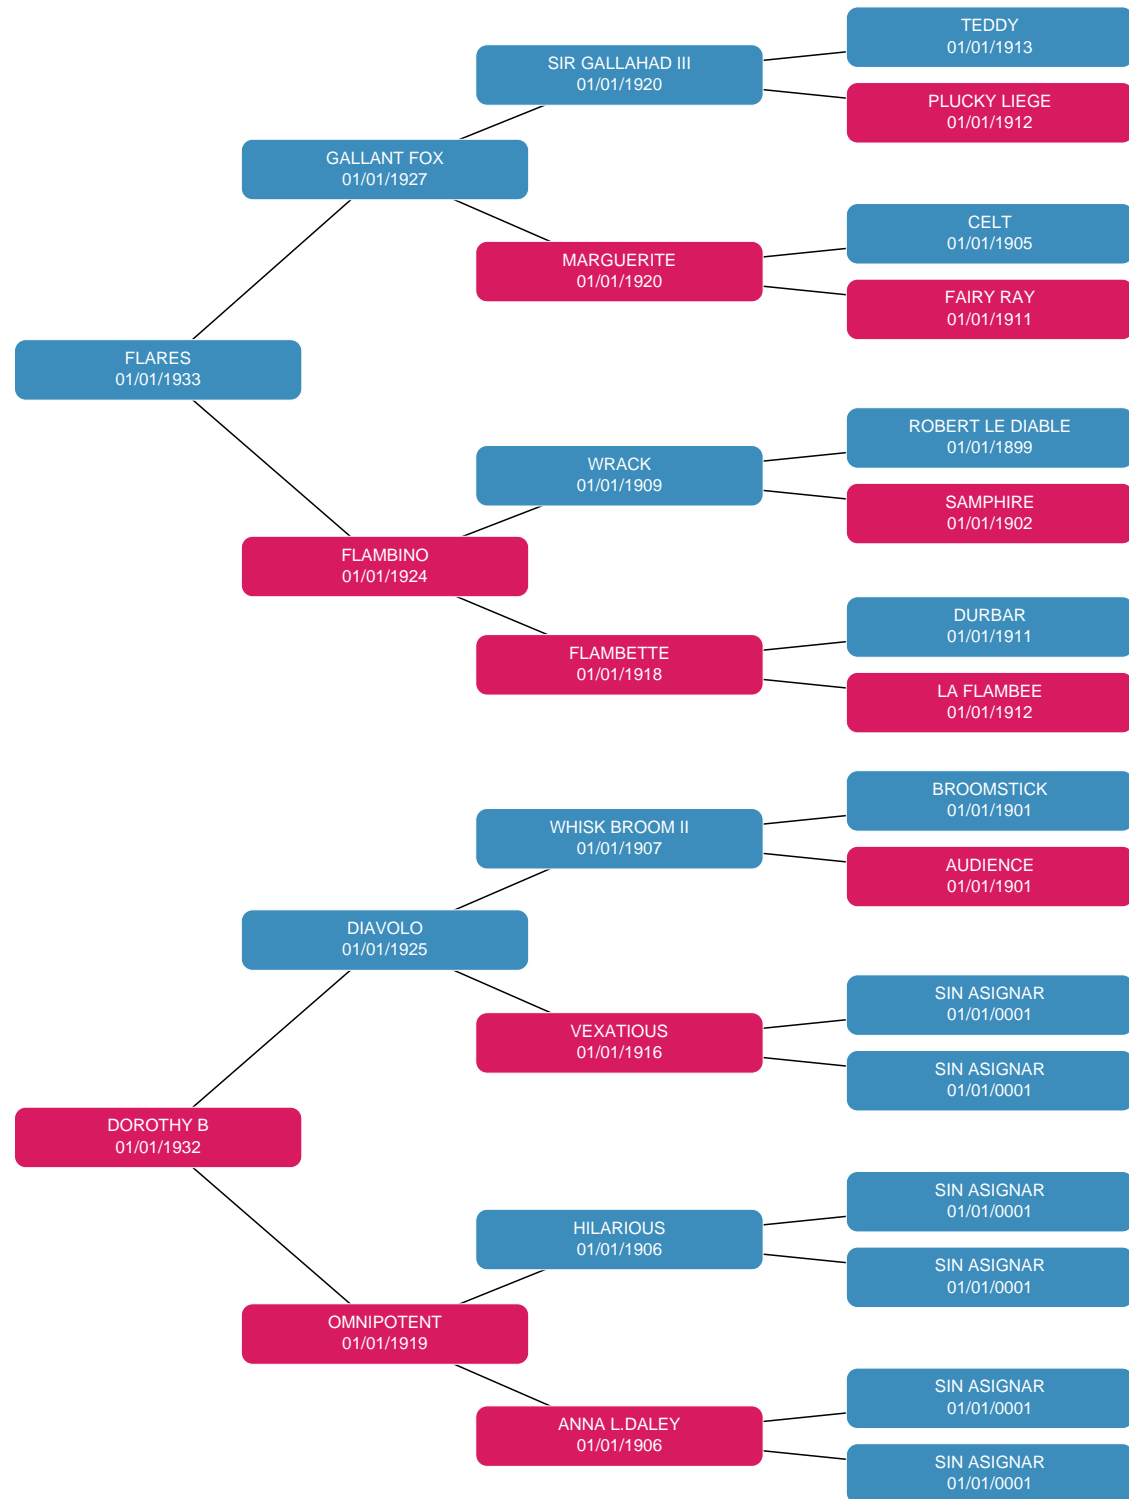 TEDDY
01/01/1913
SIR GALLAHAD III
01/01/1920
PLUCKY LIEGE
01/01/1912
GALLANT FOX
01/01/1927
CELT
01/01/1905
MARGUERITE
01/01/1920
FAIRY RAY
01/01/1911
FLARES
01/01/1933
ROBERT LE DIABLE
01/01/1899
WRACK
01/01/1909
SAMPHIRE
01/01/1902
FLAMBINO
01/01/1924
DURBAR
01/01/1911
FLAMBETTE
01/01/1918
LA FLAMBEE
01/01/1912
BROOMSTICK
01/01/1901
WHISK BROOM II
01/01/1907
AUDIENCE
01/01/1901
DIAVOLO
01/01/1925
SIN ASIGNAR
01/01/0001
VEXATIOUS
01/01/1916
SIN ASIGNAR
01/01/0001
DOROTHY B
01/01/1932
SIN ASIGNAR
01/01/0001
HILARIOUS
01/01/1906
SIN ASIGNAR
01/01/0001
OMNIPOTENT
01/01/1919
SIN ASIGNAR
01/01/0001
ANNA L.DALEY
01/01/1906
SIN ASIGNAR
01/01/0001